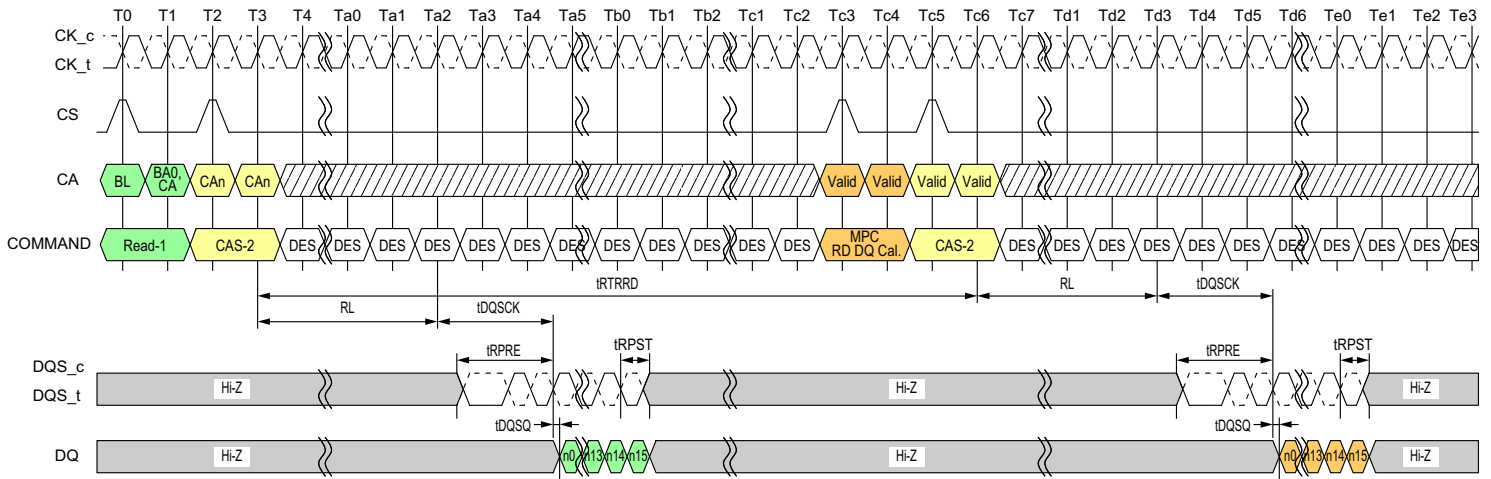 T0 T1 T2 T3 T4 Ta0 Ta1 Ta2 Ta3 Ta4 Ta5 Tb0 Tb1 Tb2 Tc1 Tc2 Tc3 Tc4 Tc5 Tc6 Tc7 Td1 Td2 Td3 Td4 Td5 Td6 Te0 Te1 Te2 Te3
CK_c
CK_t
CS
CA BL BA0, CA CAn CAn Valid Valid Valid Valid
COMMAND Read-1 CAS-2 DES DES DES DES DES DES DES DES DES DES DES DES MPC RD DQ Cal. CAS-2 DES DES DES DES DES DES DES DES DES DES DES
tRTRRD RL tDQSCK
RL tDQSCK
tRPRE tRPST tRPRE tRPST
DQS_c
DQS_t Hi-Z Hi-Z Hi-Z
tDQSQ tDQSQ
DQ Hi-Z n0 n13 n14 n15 Hi-Z n0 n13 n14 n15 Hi-Z